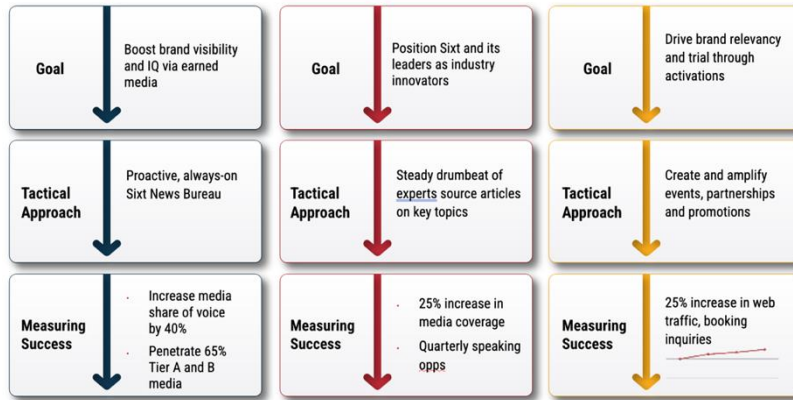 Goal
Boost brand visibility
and IQ via earned
media
Goal
Position Sixt and its
leaders as industry
innovators
Goal
Drive brand relevancy
and trial through
activations
Tactical
Approach
Proactive, always-on
Sixt News Bureau
Tactical
Approach
Steady drumbeat of
experts source articles
on key topics
Tactical
Approach
Create and amplify
events, partnerships
and promotions
Measuring
Success
· Increase media
share of voice
by 40%
· Penetrate 65%
Tier A and B
media
Measuring
Success
· 25% increase in
media coverage
· Quarterly speaking
opps
Measuring
Success
25% increase in web
traffic, booking
inquiries